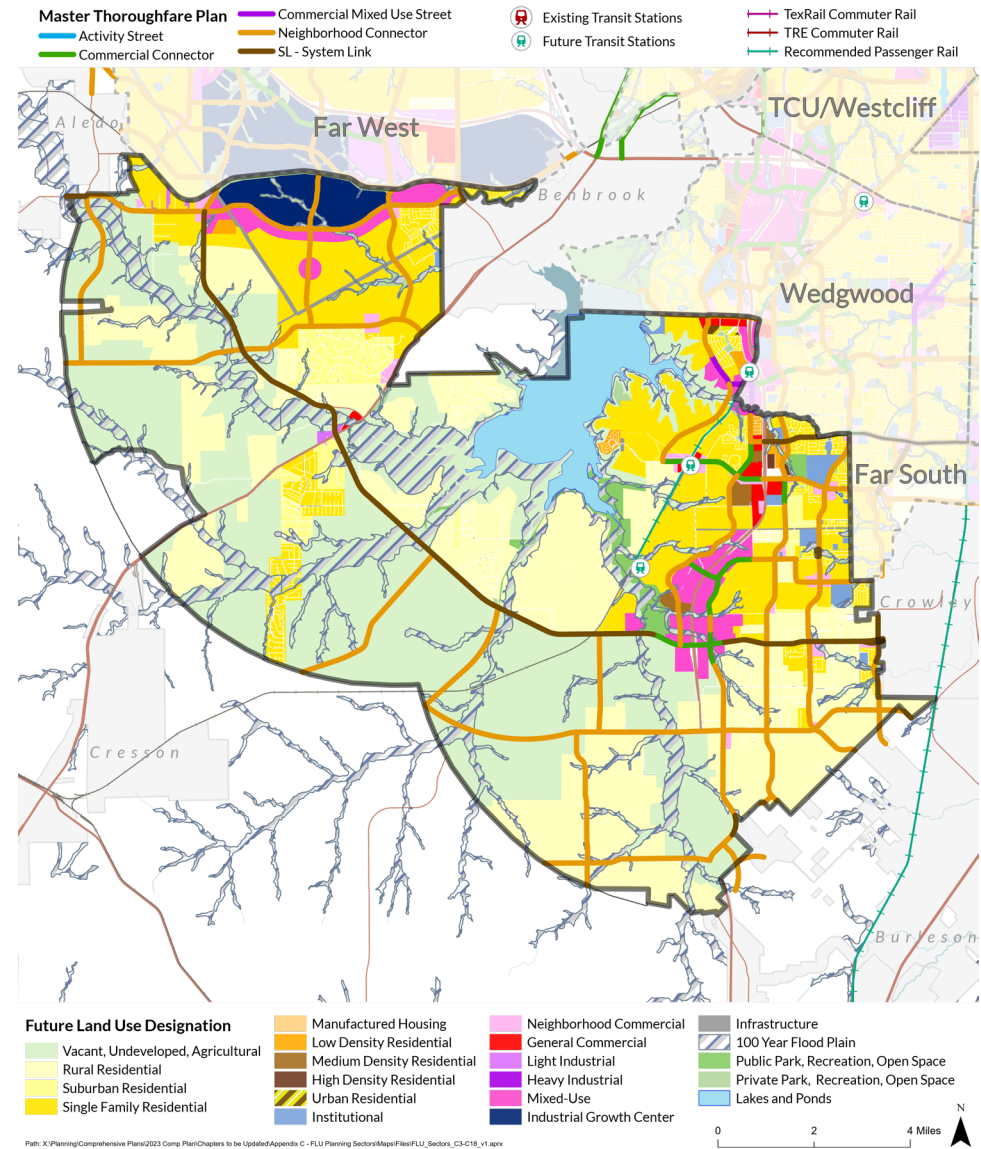 Master Thoroughfare Plan
Activity Street
Commercial Connector
Commercial Mixed Use Street
Neighborhood Connector
SL - System Link
Existing Transit Stations
Future Transit Stations
TexRail Commuter Rail
TRE Commuter Rail
Recommended Passenger Rail
Aledo
Far West
TCU/Westcliff
Benbrook
Wedgwood
Far South
Crowley
Cresson
Burleson
Future Land Use Designation
Vacant, Undeveloped, Agricultural
Rural Residential
Suburban Residential
Single Family Residential
Manufactured Housing
Low Density Residential
Medium Density Residential
High Density Residential
Urban Residential
Institutional
Neighborhood Commercial
General Commercial
Light Industrial
Heavy Industrial
Mixed-Use
Industrial Growth Center
Infrastructure
100 Year Flood Plain
Public Park, Recreation, Open Space
Private Park, Recreation, Open Space
Lakes and Ponds
N
0 2 4 Miles
Path: X:\Planning\Comprehensive Plans\2023 Comp Plan\Chapters to be Updated\Appendix C - FLU Planning Sectors\Maps\Files\FLU_Sectors_C3-C18_v1.aprx